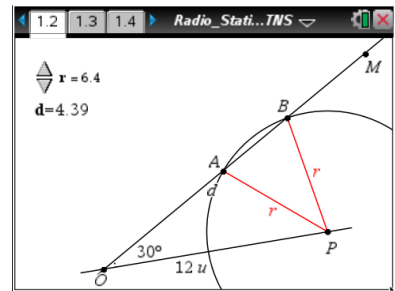 1.2 1.3 1.4 Radio_Stati...TNS
r = 6.4
d=4.39
M
B
A
r
d
r
P
30°
12 u
O